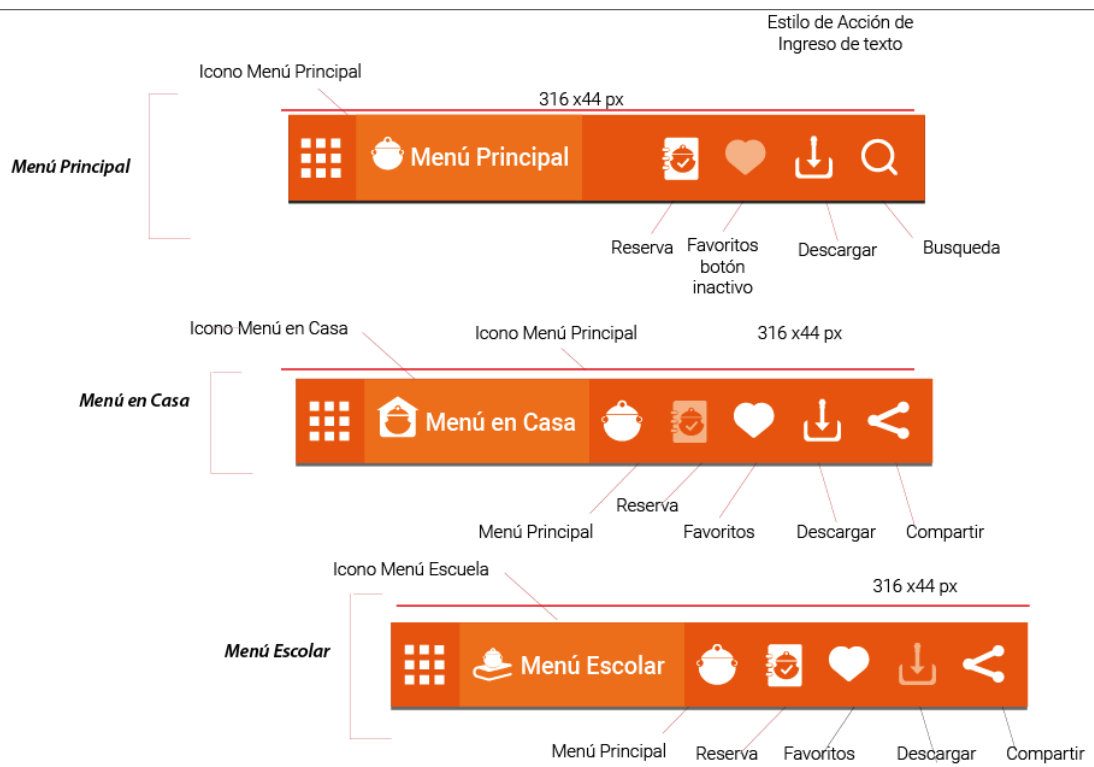 Estilo de Acción de
Ingreso de texto
Icono Menú Principal
316 x44 px
Menú Principal
Menú Principal
Reserva
Favoritos
botón
inactivo
Descargar
Busqueda
Icono Menú en Casa
Icono Menú Principal
316 x44 px
Menú en Casa
Menú en Casa
Reserva
Menú Principal
Favoritos
Descargar
Compartir
Icono Menú Escuela
316 x44 px
Menú Escolar
Menú Escolar
Menú Principal
Reserva
Favoritos
Descargar
Compartir